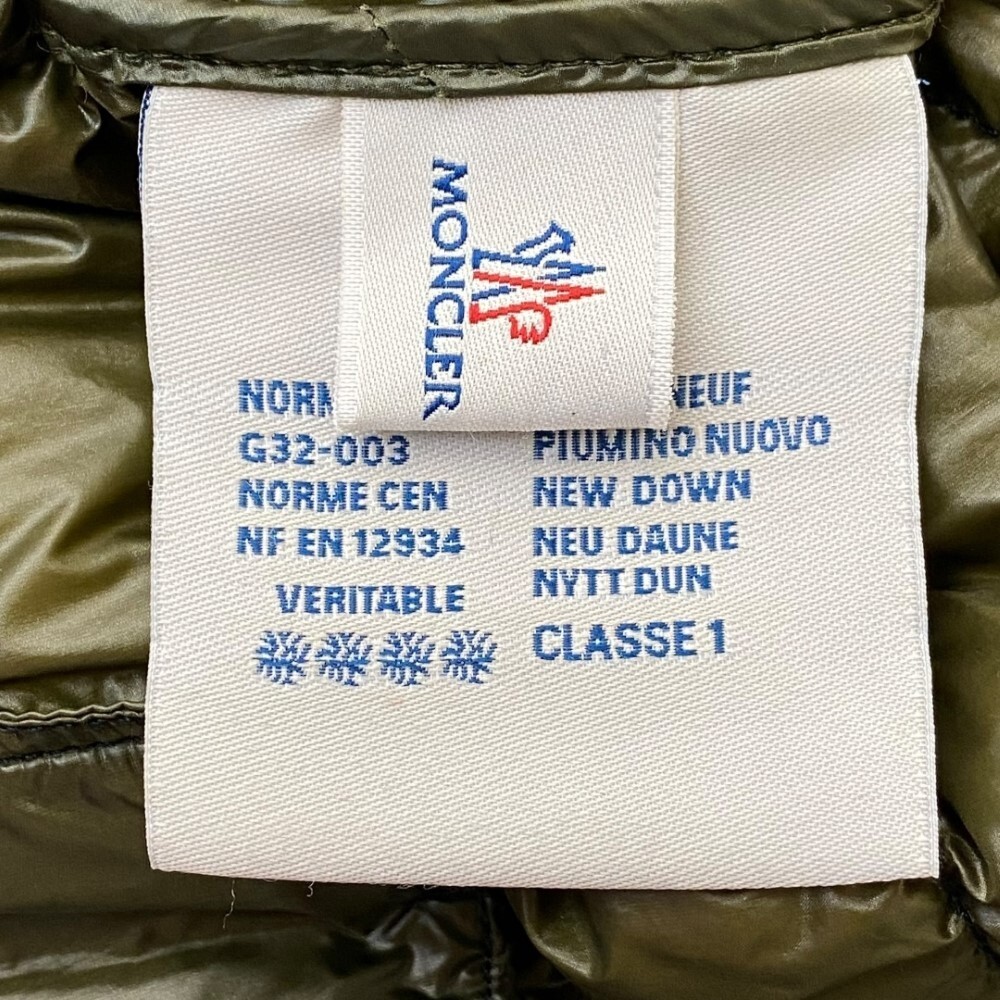 MONCLER
G32-003
NORME CEN
NF EN 12934
VERITABLE
NEUF
PIUMINO NUOVO
NEW DOWN
NEU DAUNE
NYTT DUN
CLASSE 1